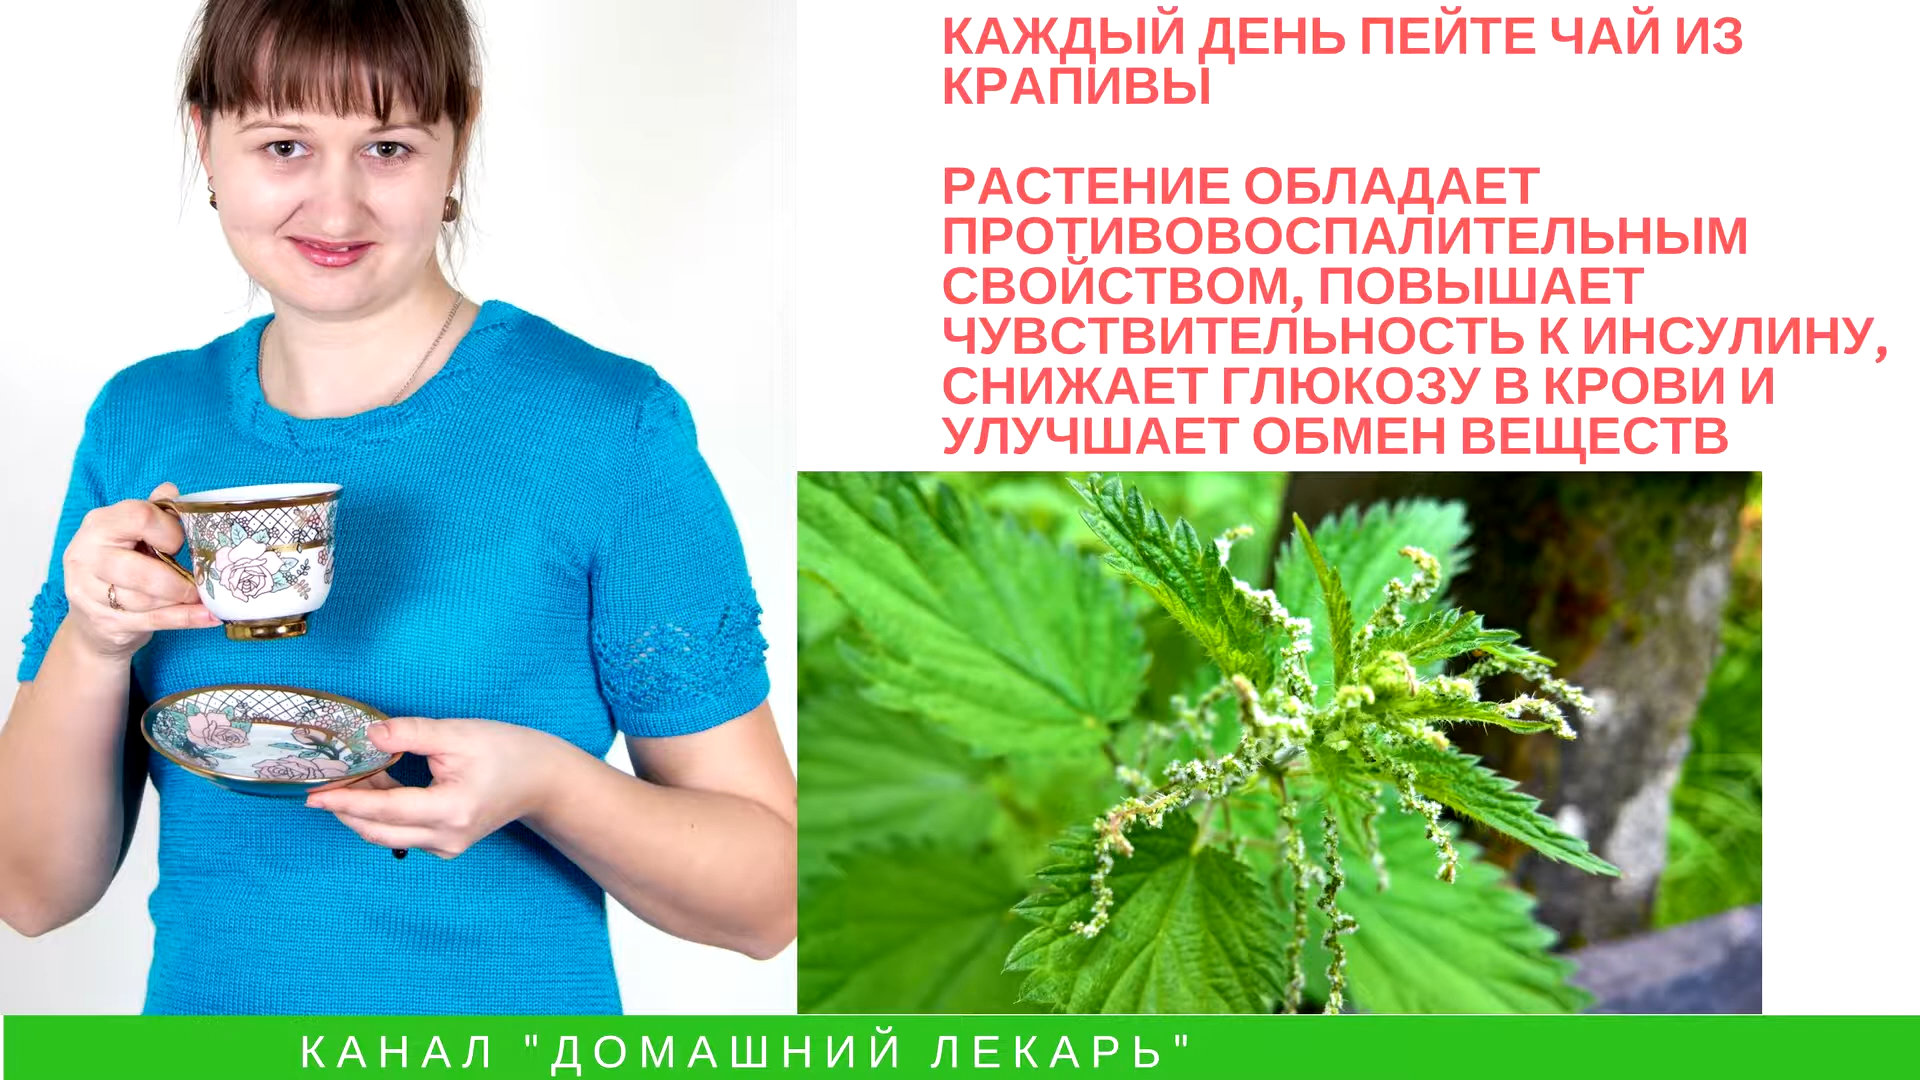 КАЖДЫЙ ДЕНЬ ПЕЙТЕ ЧАЙ ИЗ
КРАПИВЫ
РАСТЕНИЕ ОБЛАДАЕТ
ПРОТИВОВОСПАЛИТЕЛЬНЫМ
СВОЙСТВОМ, ПОВЫШАЕТ
ЧУВСТВИТЕЛЬНОСТЬ К ИНСУЛИНУ,
СНИЖАЕТ ГЛЮКОЗУ В КРОВИ И
УЛУЧШАЕТ ОБМЕН ВЕЩЕСТВ
КАНАЛ "ДОМАШНИЙ ЛЕКАРЬ"